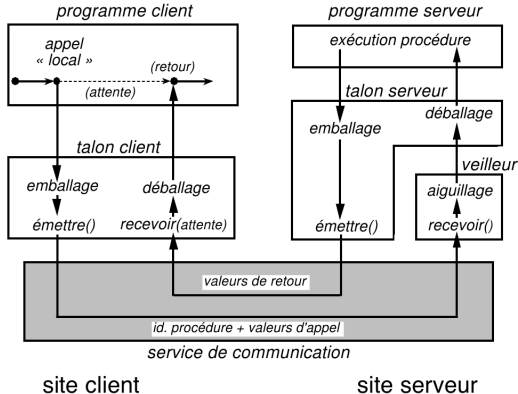 programme client
programme serveur
appel
« local »
(retour)
(attente)
exécution procédure
talon serveur
emballage
déballage
talon client
veilleur
emballage
déballage
aiguillage
émettre()
recevoir(attente)
émettre()
recevoir()
valeurs de retour
id. procédure + valeurs d'appel
service de communication
site client
site serveur